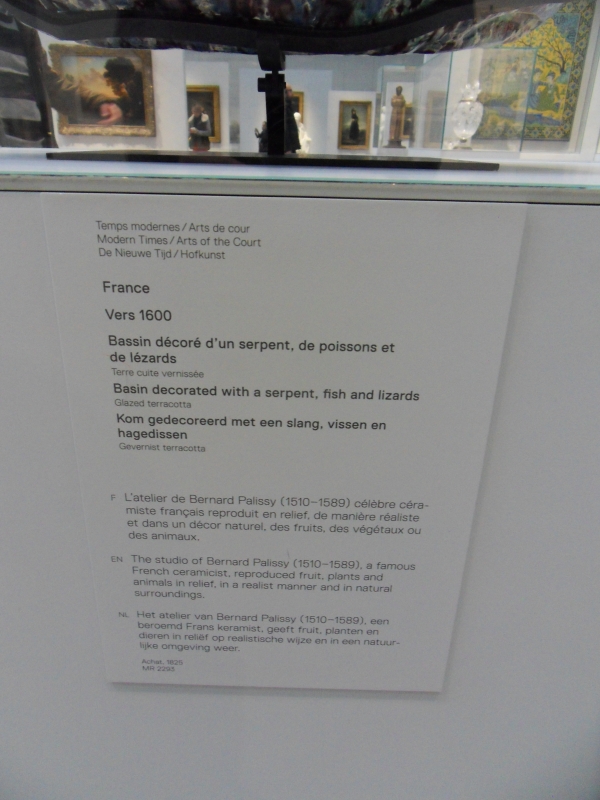 Temps modernes / Arts de cour
Modern Times / Arts of the Court
De Nieuwe Tijd / Hofkunst
France
Vers 1600
Bassin décoré d'un serpent, de poissons et
de lézards
Terre cuite vernissée
Basin decorated with a serpent, fish and lizards
Glazed terracotta
Kom gedecoreerd met een slang, vissen en
hagedissen
Gevernist terracotta
F L'atelier de Bernard Palissy (1510–1589) célèbre céra-
miste français reproduit en relief, de manière réaliste
et dans un décor naturel, des fruits, des végétaux ou
des animaux.
EN The studio of Bernard Palissy (1510–1589), a famous
French ceramicist, reproduced fruit, plants and
animals in relief, in a realist manner and in natural
surroundings.
NL Het atelier van Bernard Palissy (1510–1589), een
beroemd Frans keramist, geeft fruit, planten en
dieren in reliëf op realistische wijze en in een natuur-
lijke omgeving weer.
Achat, 1825
MR 2293